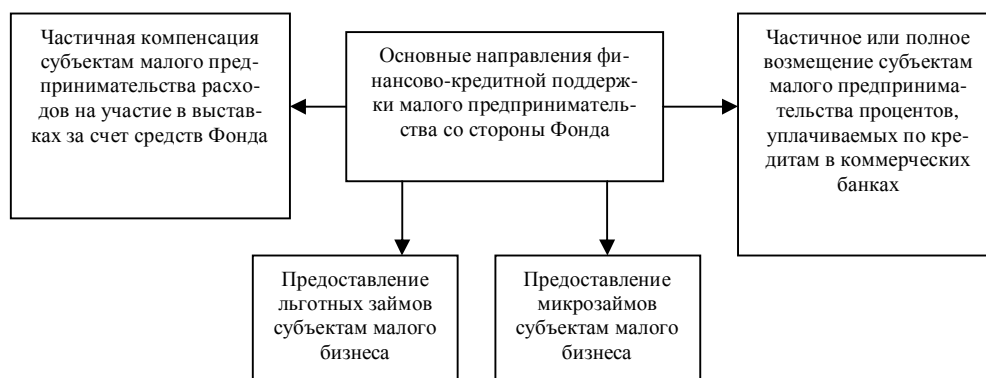 Частичная компенсация
субъектам малого пред-
принимательства расхо-
дов на участие в выстав-
ках за счет средств Фонда
Основные направления фи-
нансово-кредитной поддерж-
ки малого предприниматель-
ства со стороны Фонда
Частичное или полное
возмещение субъектам
малого предпринима-
тельства процентов,
уплачиваемых по кре-
дитам в коммерческих
банках
Предоставление
льготных займов
субъектам малого
бизнеса
Предоставление
микрозаймов
субъектам малого
бизнеса